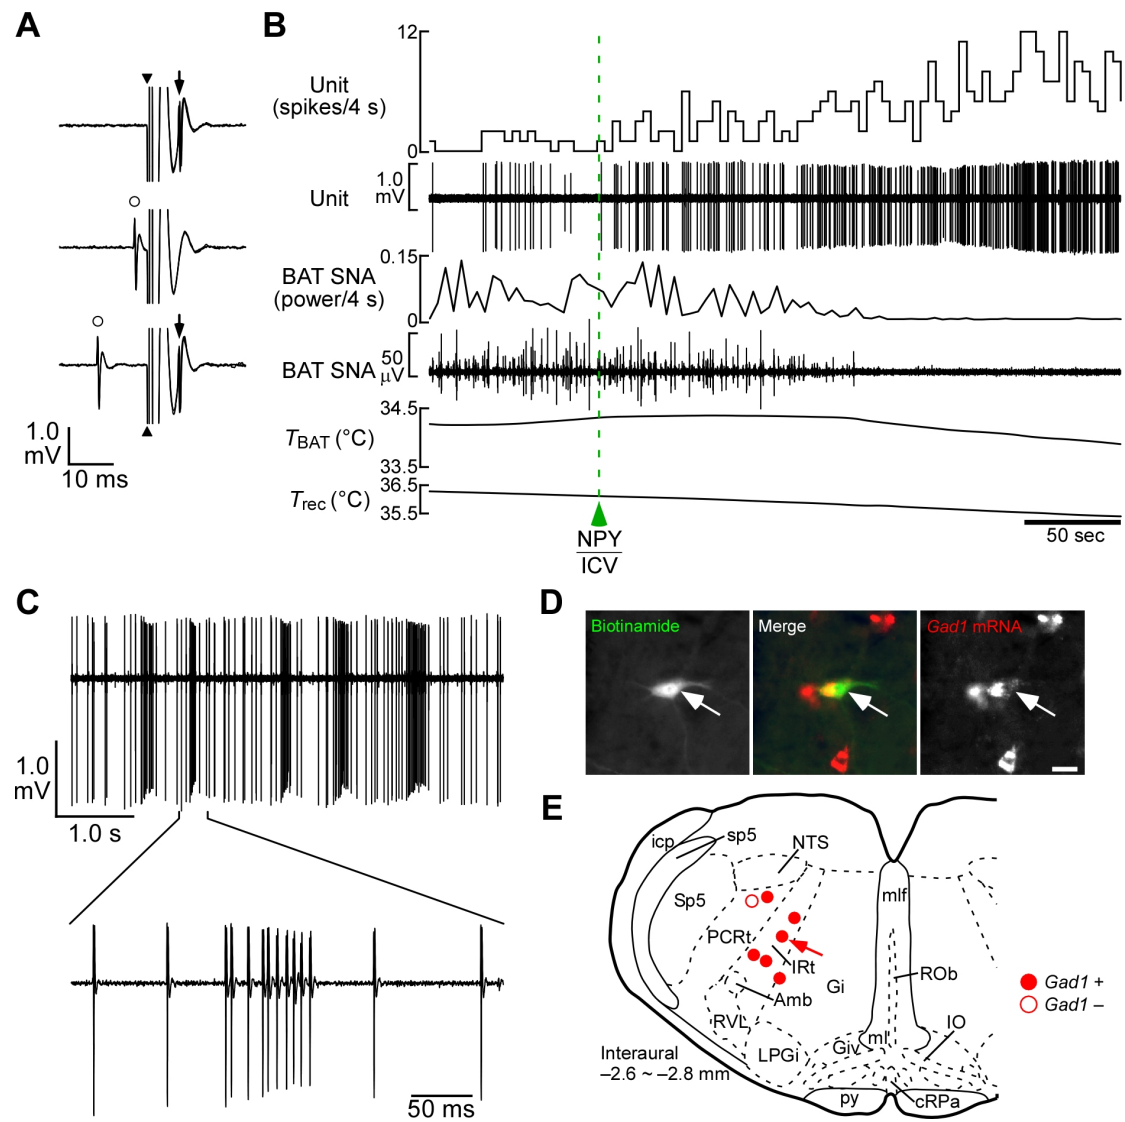 A
1.0
mV
10 ms
B
12
Unit
(spikes/4 s)
0
Unit
1.0
mV
0.15
BAT SNA
(power/4 s)
0
BAT SNA
50
µV
34.5
TBAT (°C)
33.5
36.5
Trec (°C)
35.5
50 sec
NPY
ICV
C
1.0
mV
1.0 s
50 ms
D
Biotinamide
Merge
Gad1 mRNA
E
icp
sp5
NTS
Sp5
mlf
PCRt
IRt
ROb
Gi
Amb
RVL
IO
LPGi
Giv
ml
py
cRPa
Interaural
–2.6 ~ –2.8 mm
Gad1 +
Gad1 –